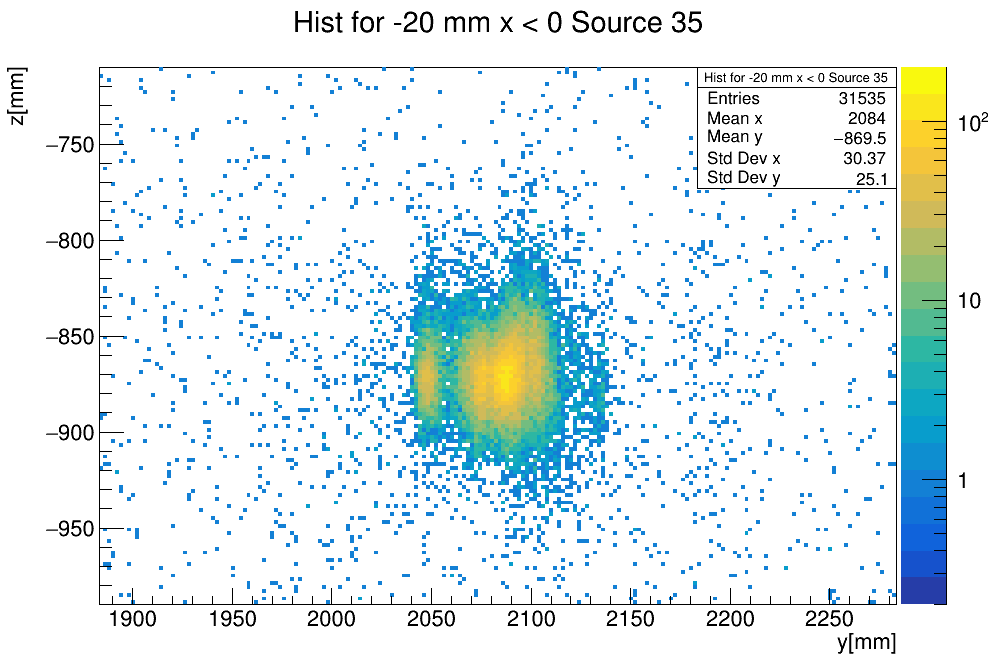 Hist for -20 mm x < 0 Source 35
z[mm]
Hist for -20 mm x < 0 Source 35
Entries 31535
Mean x 2084
Mean y −869.5
Std Dev x 30.37
Std Dev y 25.1
−750
−800
−850
−900
−950
10²
10
1
1900 1950 2000 2050 2100 2150 2200 2250
y[mm]